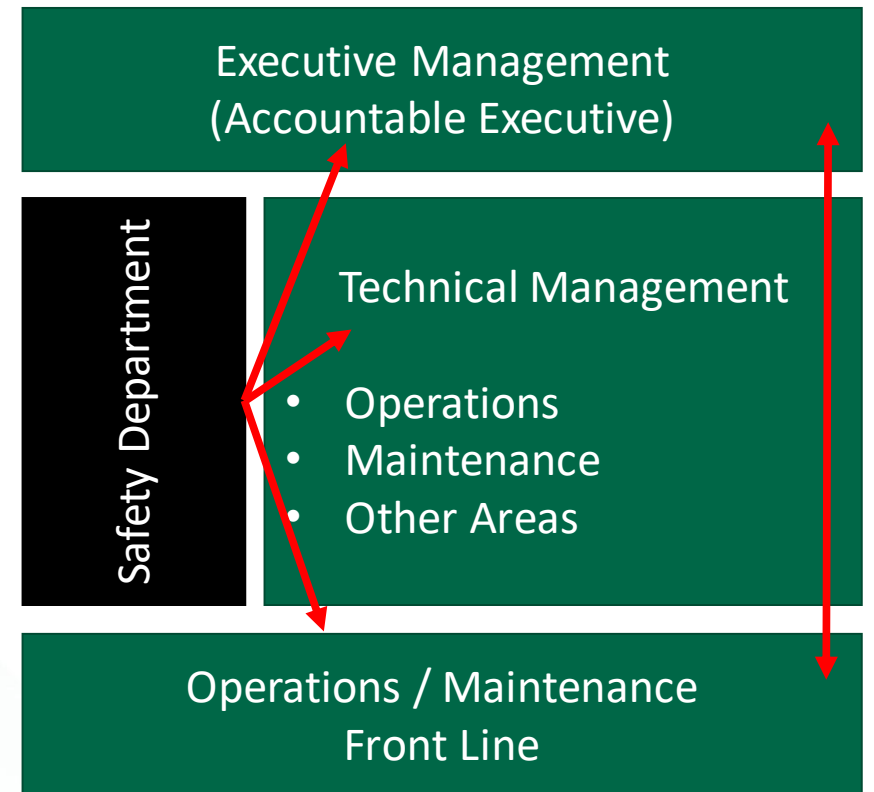 Executive Management
(Accountable Executive)
Safety Department
Technical Management
• Operations
• Maintenance
• Other Areas
Operations / Maintenance
Front Line